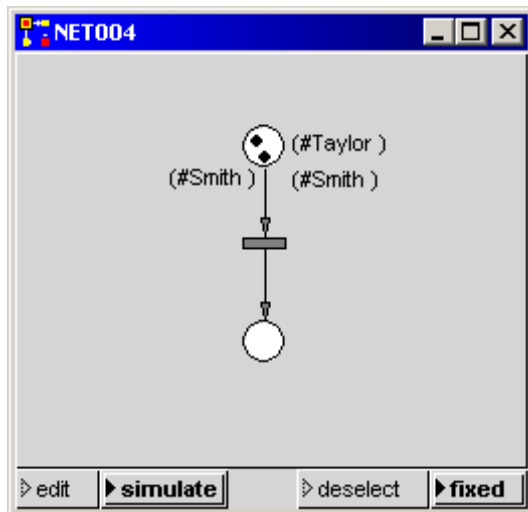 NET004
(#Taylor )
(#Smith ) (#Smith )
edit simulate deselect fixed